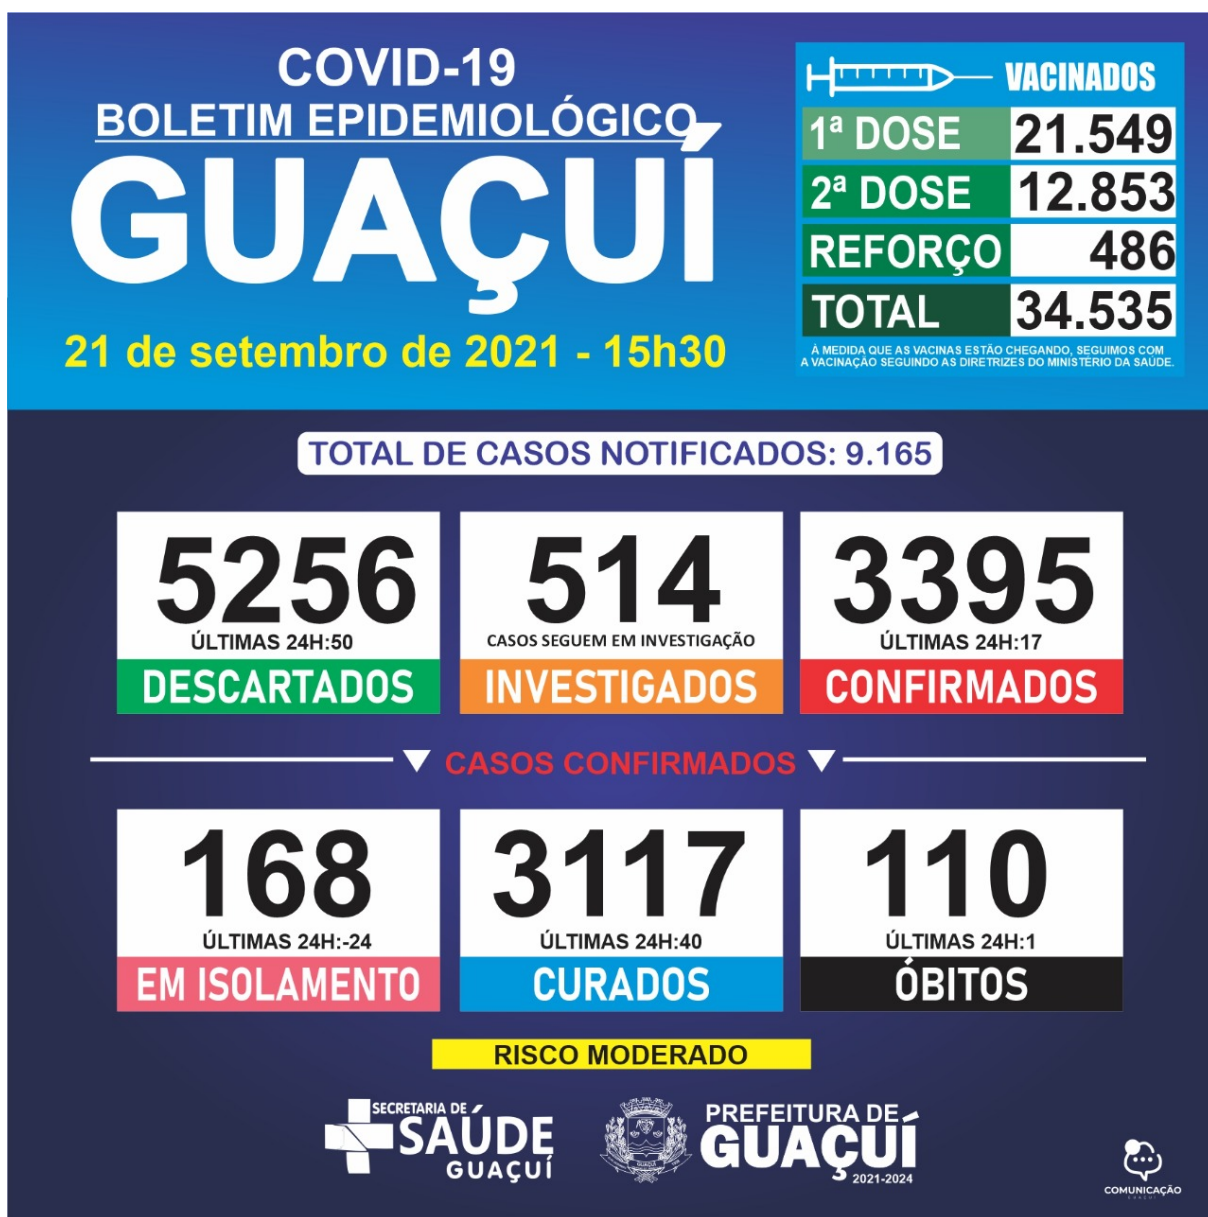 COVID-19
BOLETIM EPIDEMIOLÓGICO
GUAÇUÍ
21 de setembro de 2021 - 15h30
VACINADOS
1ª DOSE 21.549
2ª DOSE 12.853
REFORÇO 486
TOTAL 34.535
À MEDIDA QUE AS VACINAS ESTÃO CHEGANDO, SEGUIMOS COM
A VACINAÇÃO SEGUINDO AS DIRETRIZES DO MINISTÉRIO DA SAÚDE.
TOTAL DE CASOS NOTIFICADOS: 9.165
5256
ÚLTIMAS 24H:50
DESCARTADOS
514
CASOS SEGUEM EM INVESTIGAÇÃO
INVESTIGADOS
3395
ÚLTIMAS 24H:17
CONFIRMADOS
CASOS CONFIRMADOS
168
ÚLTIMAS 24H:-24
EM ISOLAMENTO
3117
ÚLTIMAS 24H:40
CURADOS
110
ÚLTIMAS 24H:1
ÓBITOS
RISCO MODERADO
SECRETARIA DE
SAÚDE
GUAÇUÍ
PREFEITURA DE
GUAÇUÍ
2021-2024
COMUNICAÇÃO